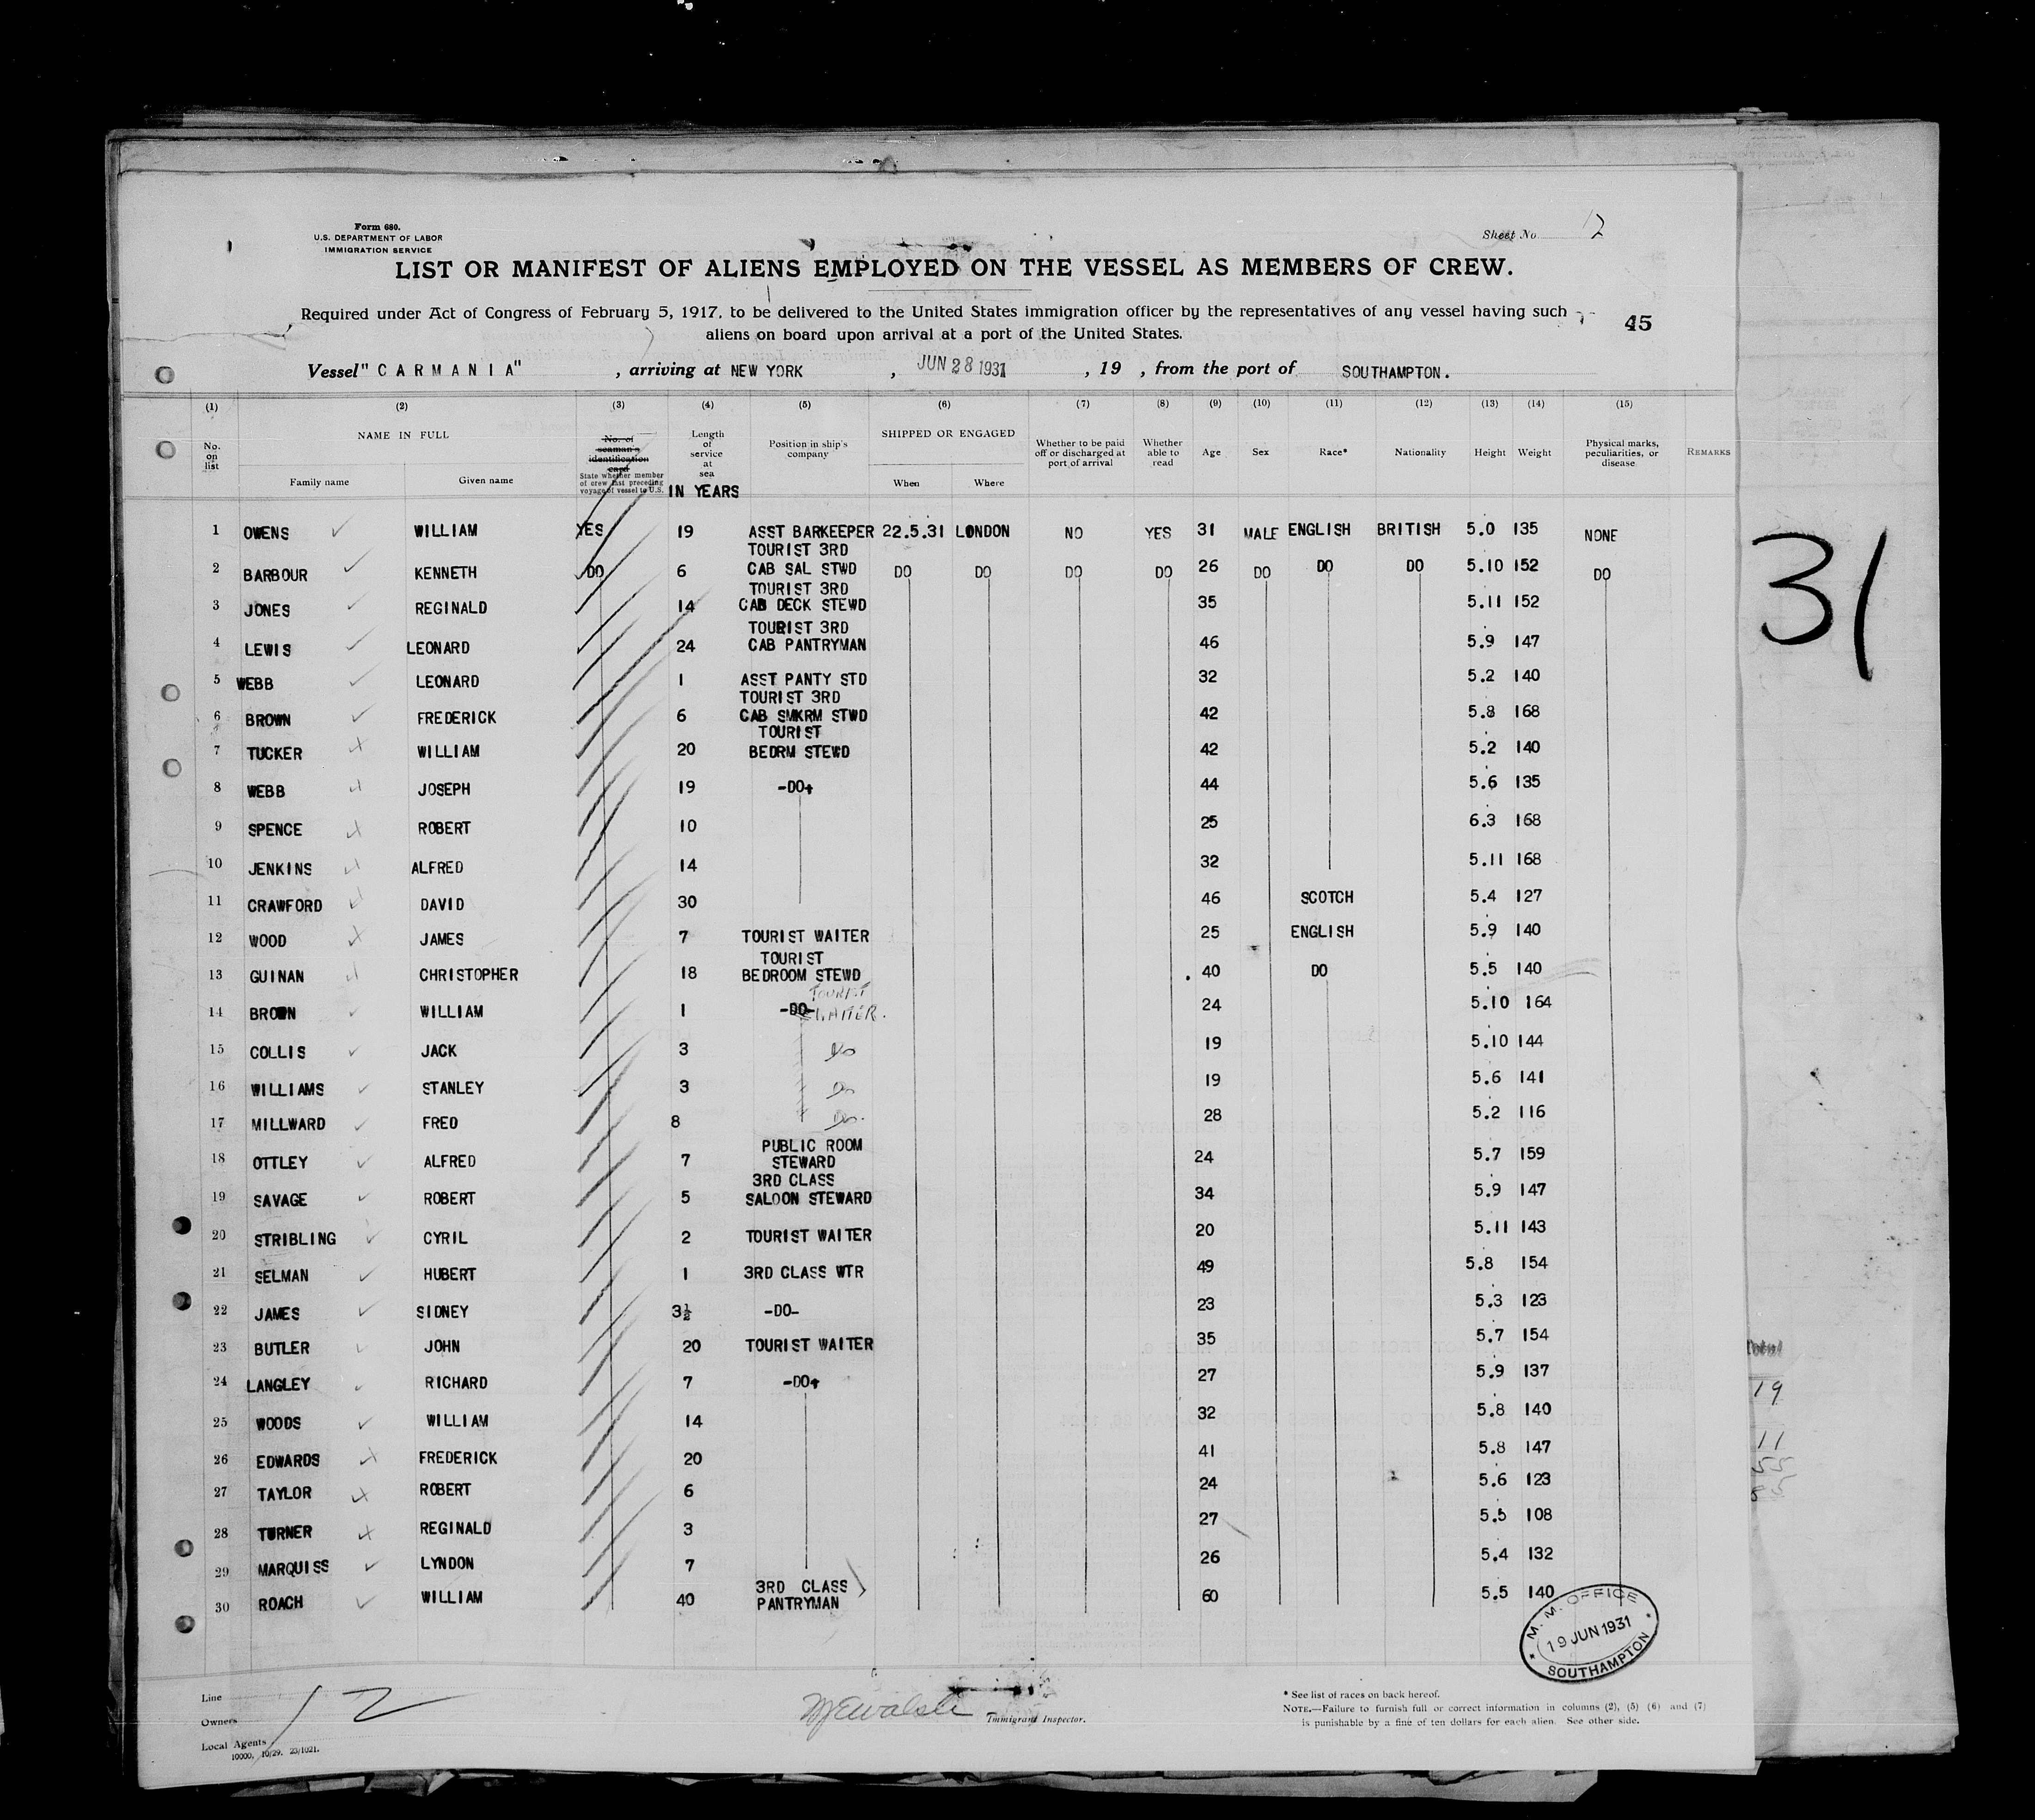 Form 680.
U.S. DEPARTMENT OF LABOR
IMMIGRATION SERVICE
Sheet No. 12
LIST OR MANIFEST OF ALIENS EMPLOYED ON THE VESSEL AS MEMBERS OF CREW.
Required under Act of Congress of February 5, 1917, to be delivered to the United States immigration officer by the representatives of any vessel having such
aliens on board upon arrival at a port of the United States.
45
Vessel "CARMANIA", arriving at NEW YORK, JUN 28 1931, 19 , from the port of SOUTHAMPTON.
(1) (2) (3) (4) (5) (6) (7) (8) (9) (10) (11) (12) (13) (14) (15)
No. on list NAME IN FULL Family name Given name No. of seaman's identification card State whether member of crew last preceding voyage of vessel to U.S. Length of service at sea IN YEARS Position in ship's company SHIPPED OR ENGAGED When Where Whether to be paid off or discharged at port of arrival Whether able to read Age Sex Race* Nationality Height Weight Physical marks, peculiarities, or disease REMARKS
1 OWENS WILLIAM YES 19 ASST BARKEEPER 22.5.31 LONDON NO YES 31 MALE ENGLISH BRITISH 5.0 135 NONE
TOURIST 3RD
2 BARBOUR KENNETH DO 6 CAB SAL STWD DO DO DO DO 26 DO DO DO 5.10 152 DO
TOURIST 3RD
3 JONES REGINALD 14 CAB DECK STEWD 35 5.11 152
TOURIST 3RD
4 LEWIS LEONARD 24 CAB PANTRYMAN 46 5.9 147
5 WEBB LEONARD 1 ASST PANTY STD 32 5.2 140
TOURIST 3RD
6 BROWN FREDERICK 6 CAB SMKRM STWD 42 5.8 168
TOURIST
7 TUCKER WILLIAM 20 BEDRM STEWD 42 5.2 140
8 WEBB JOSEPH 19 -DO- 44 5.6 135
9 SPENCE ROBERT 10 25 6.3 168
10 JENKINS ALFRED 14 32 5.11 168
11 CRAWFORD DAVID 30 46 SCOTCH 5.4 127
12 WOOD JAMES 7 TOURIST WAITER 25 ENGLISH 5.9 140
TOURIST
13 GUINAN CHRISTOPHER 18 BEDROOM STEWD 40 DO 5.5 140
TOURIST
14 BROWN WILLIAM 1 -DO- WAITER. 24 5.10 164
15 COLLIS JACK 3 do 19 5.10 144
16 WILLIAMS STANLEY 3 do 19 5.6 141
17 MILLWARD FRED 8 do. 28 5.2 116
PUBLIC ROOM
18 OTTLEY ALFRED 7 STEWARD 24 5.7 159
3RD CLASS
19 SAVAGE ROBERT 5 SALOON STEWARD 34 5.9 147
20 STRIBLING CYRIL 2 TOURIST WAITER 20 5.11 143
21 SELMAN HUBERT 1 3RD CLASS WTR 49 5.8 154
22 JAMES SIDNEY 3½ -DO- 23 5.3 123
23 BUTLER JOHN 20 TOURIST WAITER 35 5.7 154
24 LANGLEY RICHARD 7 -DO- 27 5.9 137
25 WOODS WILLIAM 14 32 5.8 140
26 EDWARDS FREDERICK 20 41 5.8 147
27 TAYLOR ROBERT 6 24 5.6 123
28 TURNER REGINALD 3 27 5.5 108
29 MARQUISS LYNDON 7 26 5.4 132
3RD CLASS
30 ROACH WILLIAM 40 PANTRYMAN 60 5.5 140
M. M. OFFICE
19 JUN 1931
SOUTHAMPTON
31
Total
19
11
Line
Owners
Local Agents
12
10000, 10/29. 23/1021.
Immigrant Inspector.
* See list of races on back hereof.
NOTE.—Failure to furnish full or correct information in columns (2), (5) (6) and (7)
is punishable by a fine of ten dollars for each alien. See other side.